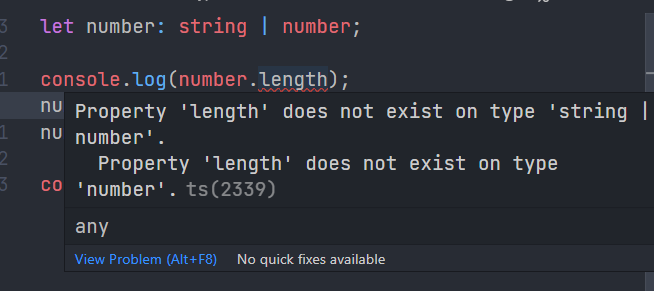 3 let number: string | number;
2
1 console.log(number.length);
nu
Property 'length' does not exist on type 'string |
1 nu
number'.
2
Property 'length' does not exist on type
3 co
'number'. ts(2339)
any
View Problem (Alt+F8) No quick fixes available